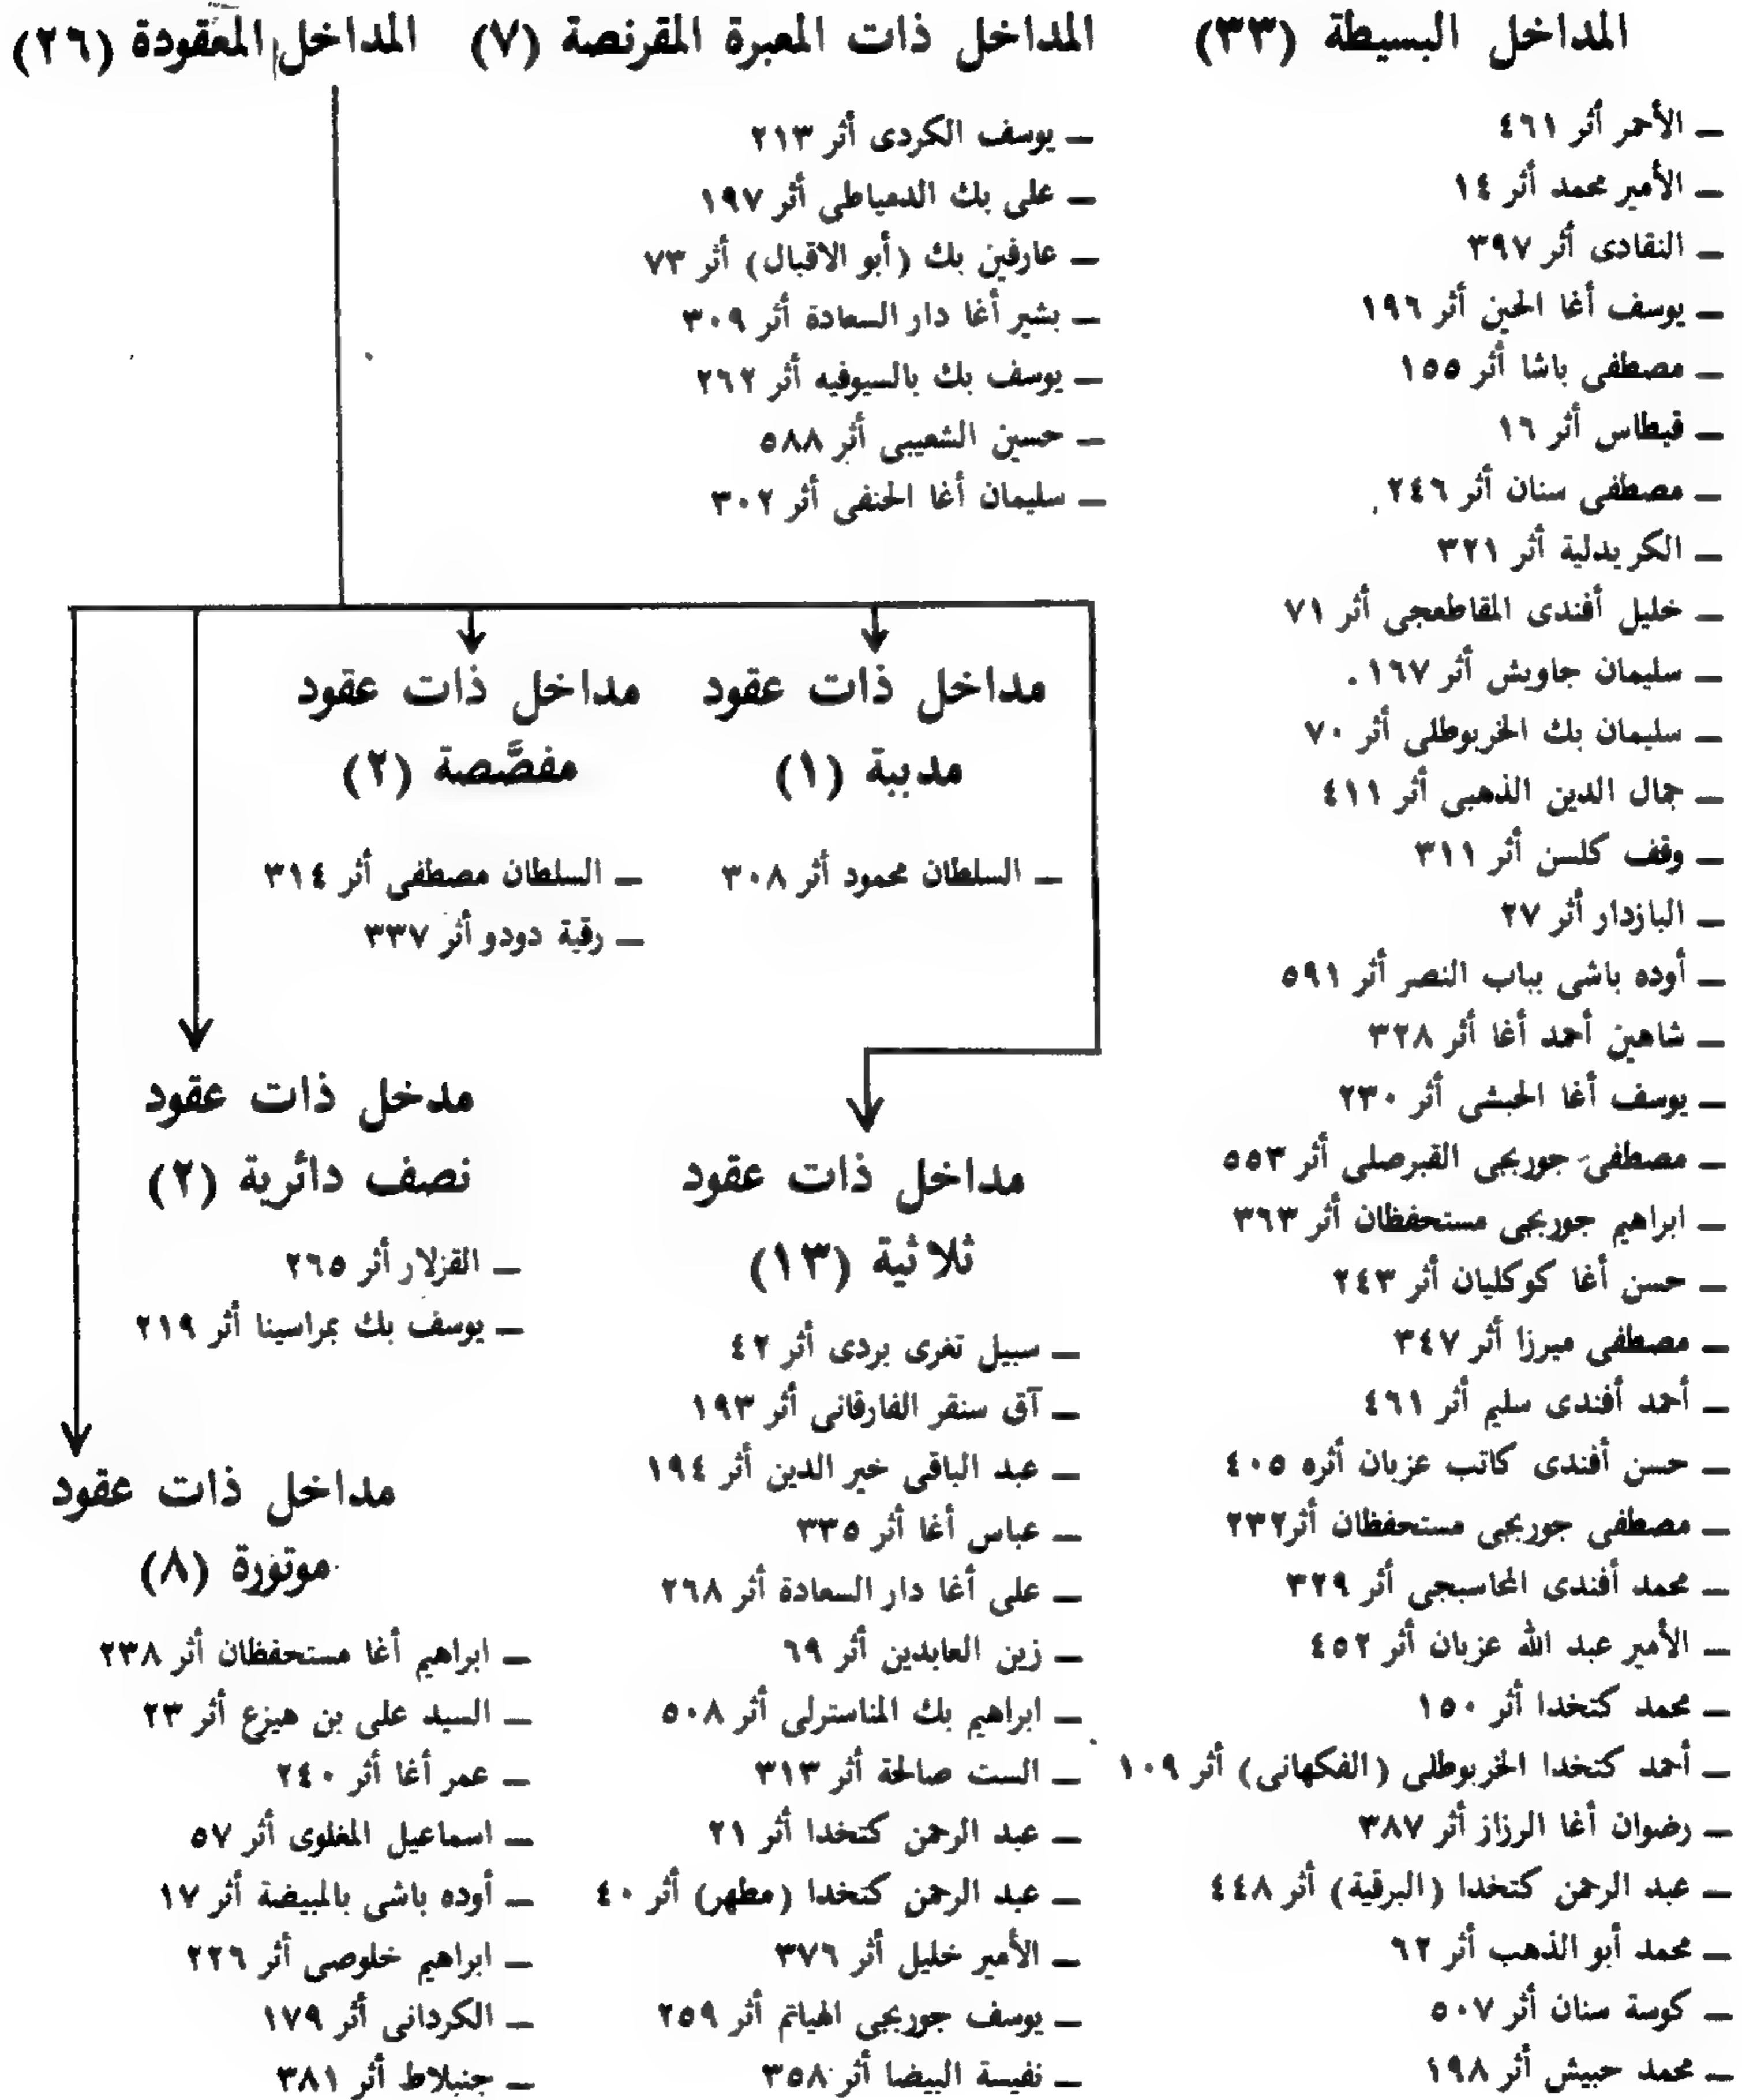 المداخل البسيطة (٣٣)
ـ الأحمر أثر ٤٦١
ـ الأمير محمد أثر ١٤
ـ النقادى أثر ٣٩٧
ـ يوسف أغا الحين أثر ١٩٦
ـ مصطفى باشا أثر ١٥٥
ـ قيطاس أثر ١٦
ـ مصطفى سنان أثر ٢٤٦
ـ الكريدلية أثر ٣٢١
ـ خليل أفندى المقاطعجى أثر ٧١
ـ سليمان جاويش أثر ١٦٧.
ـ سليمان بك الخربوطلى أثر ٧٠
ـ جمال الدين الذهبى أثر ٤١١
ـ وقف كلسن أثر ٣١١
ـ البازدار أثر ٢٧
ـ أوده باشى بباب النصر أثر ٥٩١
ـ شاهين أحمد أغا أثر ٣٢٨
ـ يوسف أغا الحبشى أثر ٢٣٠
ـ مصطفى جوربجى القبرصلى أثر ٥٥٣
ـ ابراهيم جوربجى مستحفظان أثر ٣٦٣
ـ حسن أغا كوكليان أثر ٢٤٣
ـ مصطفى ميرزا أثر ٣٤٧
ـ أحمد أفندى سليم أثر ٤٦١
ـ حسن أفندى كاتب عزبان أثره ٤٠٥
ـ مصطفى جوربجى مستحفظان أثر٢٣٢
ـ محمد أفندى المحاسبجى أثر ٣٢٩
ـ الأمير عبد الله عزبان أثر ٤٥٢
ـ محمد كتخدا أثر ١٥٠
ـ أحمد كتخدا الخربوطلى (الفكهانى) أثر ١٠٩
ـ رضوان أغا الرزاز أثر ٣٨٧
ـ عبد الرحمن كتخدا (البرقية) أثر ٤٤٨
ـ محمد أبو الذهب أثر ٦٢
ـ كوسة سنان أثر ٥٠٧
ـ محمد حبيش أثر ١٩٨
المداخل ذات المعبرة المقرنصة (٧)
ـ يوسف الكردى أثر ٢١٣
ـ على بك الدمياطى أثر ١٩٧
ـ عارفين بك (أبو الاقبال) أثر ٧٣
ـ بشير أغا دار السعادة أثر ٣٠٩
ـ يوسف بك بالسيوفيه أثر ٢٦٢
ـ حسين الشعيبى أثر ٥٨٨
ـ سليمان أغا الحنفى أثر ٣٠٢
المداخل المعقودة (٢٦)
مداخل ذات عقود
مدببة (١)
ـ السلطان محمود أثر ٣٠٨
مداخل ذات عقود
مفصَّصة (٢)
ـ السلطان مصطفى أثر ٣١٤
ـ رقية دودو أثر ٣٣٧
مداخل ذات عقود
ثلاثية (١٣)
ـ سبيل تغرى بردى أثر ٤٢
ـ آق سنقر الفارقانى أثر ١٩٣
ـ عبد الباقى خير الدين أثر ١٩٤
ـ عباس أغا أثر ٣٣٥
ـ على أغا دار السعادة أثر ٢٦٨
ـ زين العابدين أثر ٦٩
ـ ابراهيم بك المناسترلى أثر ٥٠٨
ـ الست صالحة أثر ٣١٣
ـ عبد الرحمن كتخدا أثر ٢١
ـ عبد الرحمن كتخدا (مطهر) أثر ٤٠
ـ الأمير خليل أثر ٣٧٦
ـ يوسف جوربجى الهياتم أثر ٢٥٩
ـ نفيسة البيضا أثر ٣٥٨
مدخل ذات عقود
نصف دائرية (٢)
ـ القزلار أثر ٢٦٥
ـ يوسف بك بمراسينا أثر ٢١٩
مداخل ذات عقود
موتورة (٨)
ـ ابراهيم أغا مستحفظان أثر ٢٣٨
ـ السيد على بن هيزع أثر ٢٣
ـ عمر أغا أثر ٢٤٠
ـ اسماعيل المغلوى أثر ٥٧
ـ أوده باشى بالمبيضة أثر ١٧
ـ ابراهيم خلوصى أثر ٢٢٦
ـ الكردانى أثر ١٧٩
ـ جنبلاط أثر ٣٨١